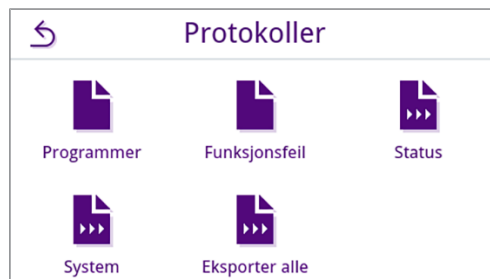 Protokoller
Programmer
Funksjonsfeil
Status
System
Eksporter alle